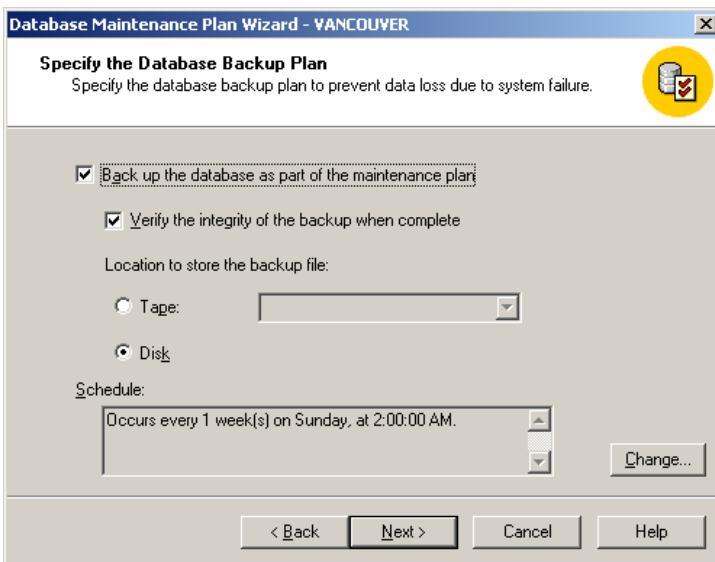 Database Maintenance Plan Wizard - VANCOUVER
Specify the Database Backup Plan
Specify the database backup plan to prevent data loss due to system failure.
Back up the database as part of the maintenance plan
Verify the integrity of the backup when complete
Location to store the backup file:
Tape:
Disk
Schedule:
Occurs every 1 week(s) on Sunday, at 2:00:00 AM.
Change...
< Back Next > Cancel Help